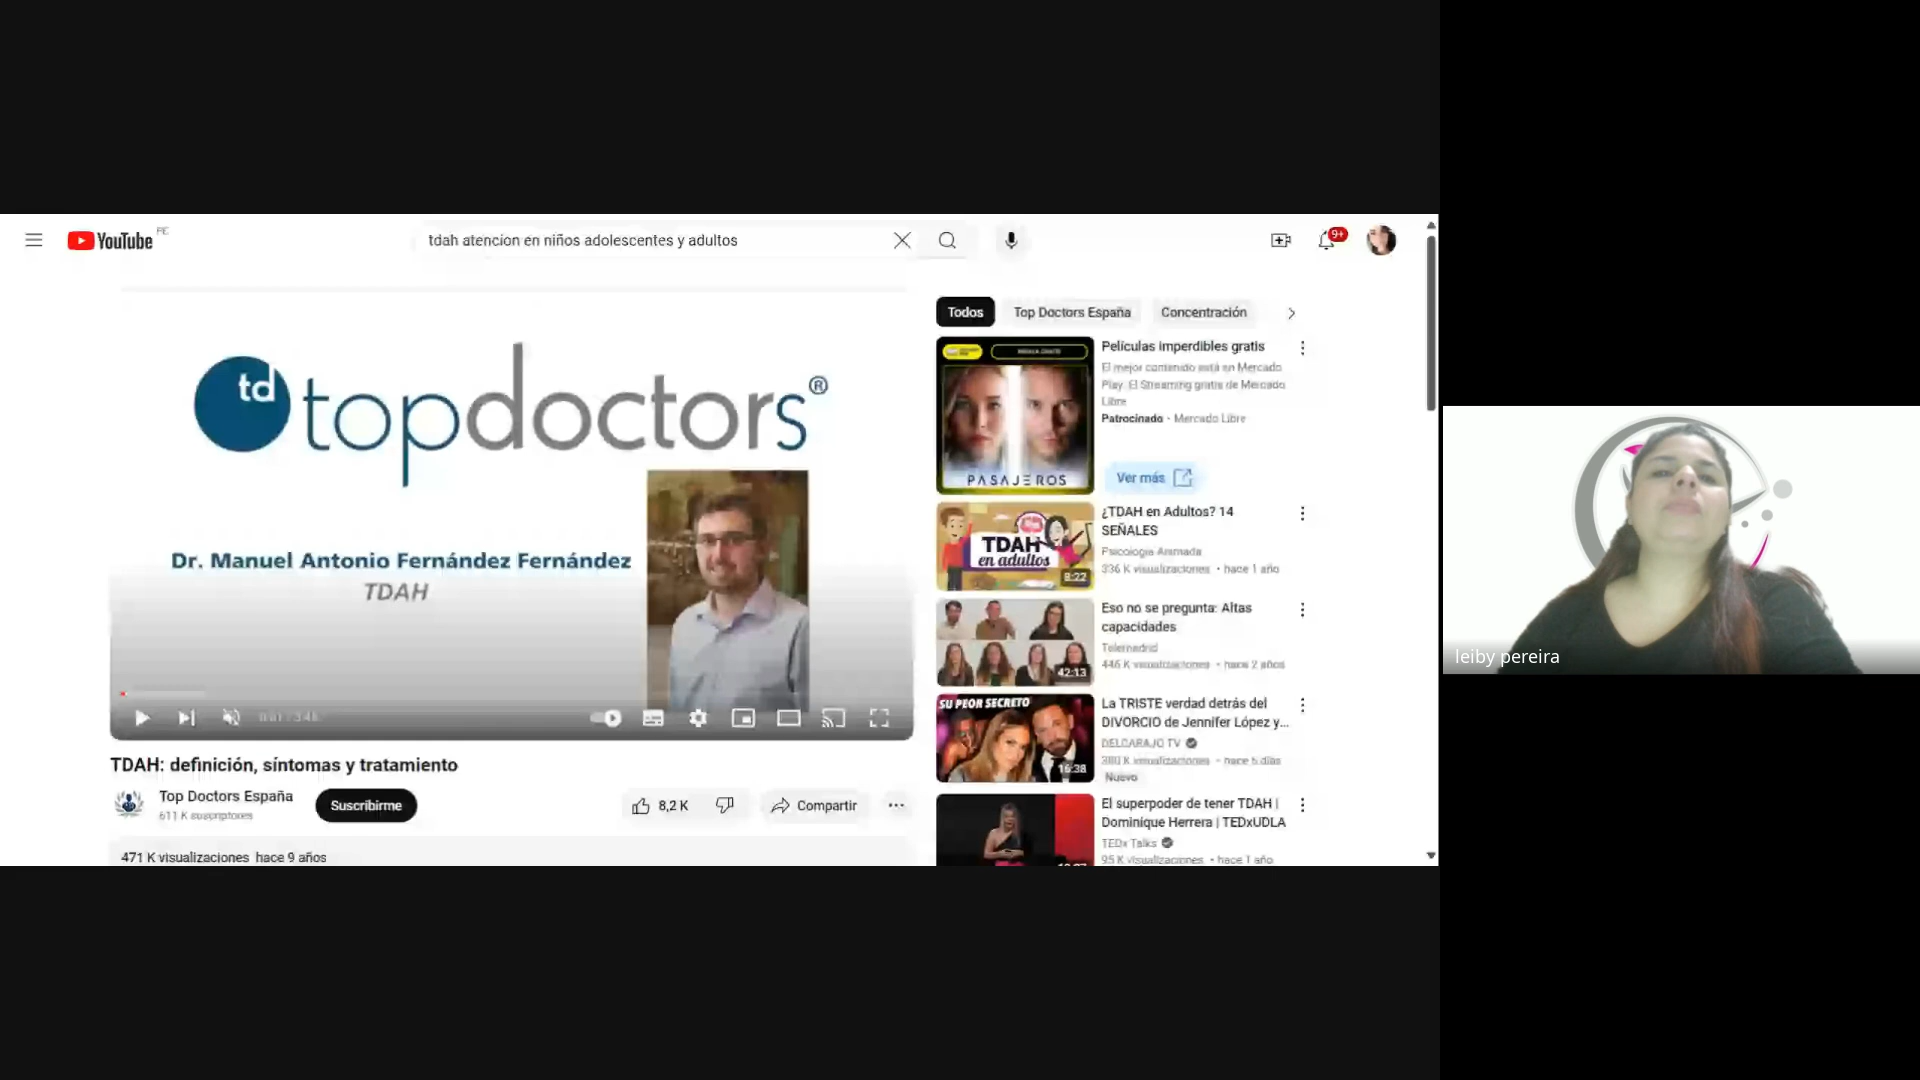 YouTube PE
tdah atencion en niños adolescentes y adultos
9+
td topdoctors®
Dr. Manuel Antonio Fernández Fernández
TDAH
TDAH: definición, síntomas y tratamiento
Top Doctors España
611 K suscriptores
Suscribirme
8,2 K
Compartir
471 K visualizaciones hace 9 años
Todos
Top Doctors España
Concentración
PASAJEROS
Películas imperdibles gratis
El mejor contenido está en Mercado
Play. El Streaming gratis de Mercado
Libre
Patrocinado · Mercado Libre
Ver más
TDAH
en adultos
8:22
¿TDAH en Adultos? 14
SEÑALES
Psicologia Animada
336 K visualizaciones • hace 1 año
42:13
Eso no se pregunta: Altas
capacidades
Telemadrid
446 K visualizaciones • hace 2 años
SU PEOR SECRETO
16:38
La TRISTE verdad detrás del
DIVORCIO de Jennifer López y...
DELCARAJO TV
380 K visualizaciones • hace 6 días
Nuevo
El superpoder de tener TDAH |
Dominique Herrera | TEDxUDLA
TEDx Talks
95 K visualizaciones • hace 1 año
leiby pereira